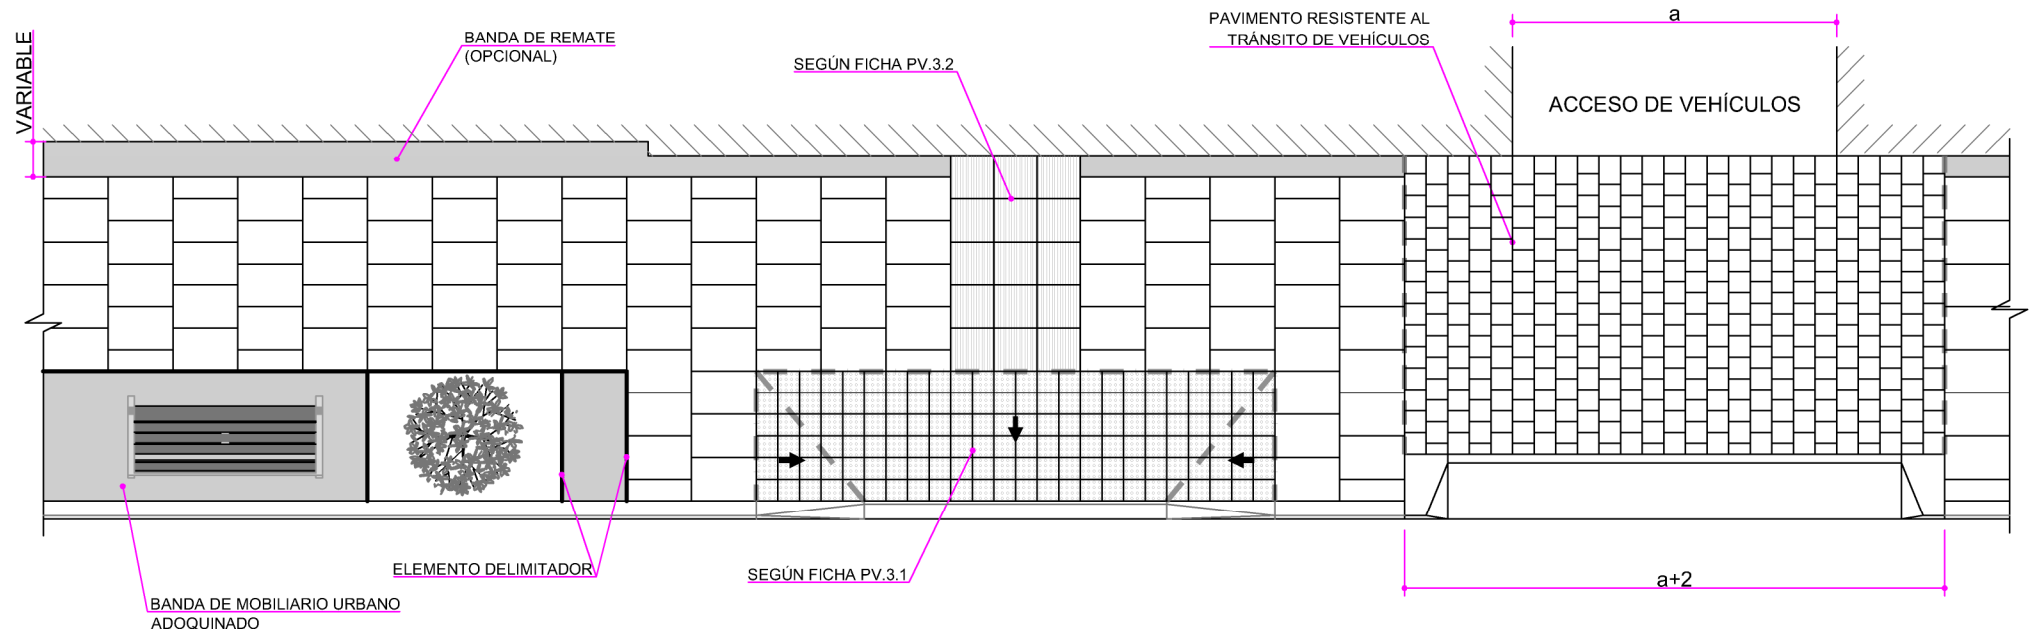 VARIABLE
BANDA DE REMATE
(OPCIONAL)
SEGÚN FICHA PV.3.2
PAVIMENTO RESISTENTE AL
TRÁNSITO DE VEHÍCULOS
a
ACCESO DE VEHÍCULOS
ELEMENTO DELIMITADOR
SEGÚN FICHA PV.3.1
a+2
BANDA DE MOBILIARIO URBANO
ADOQUINADO